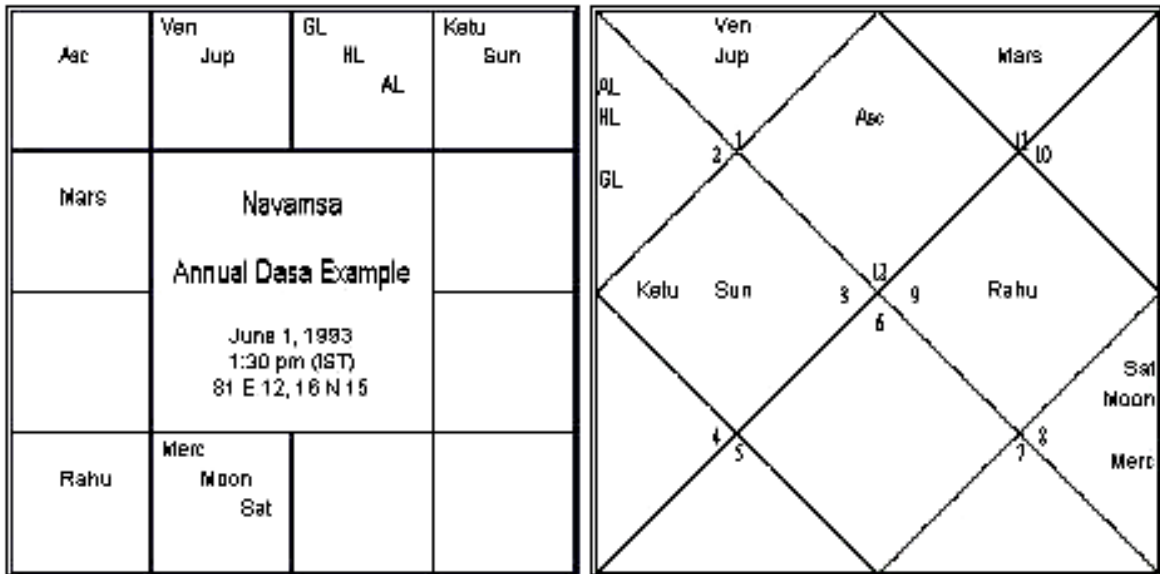 Asc
Ven
Jup
GL
HL
AL
Ketu
Sun
Mars
Navamsa
Annual Dasa Example
June 1, 1993
1:30 pm (IST)
81 E 12, 16 N 15
Rahu
Merc
Moon
Sat
Ven
Jup
Mars
AL
HL
Asc
1
11
2
10
GL
12
Ketu Sun 3 9 Rahu
6
Sat
Moon
4
8
5
7
Merc